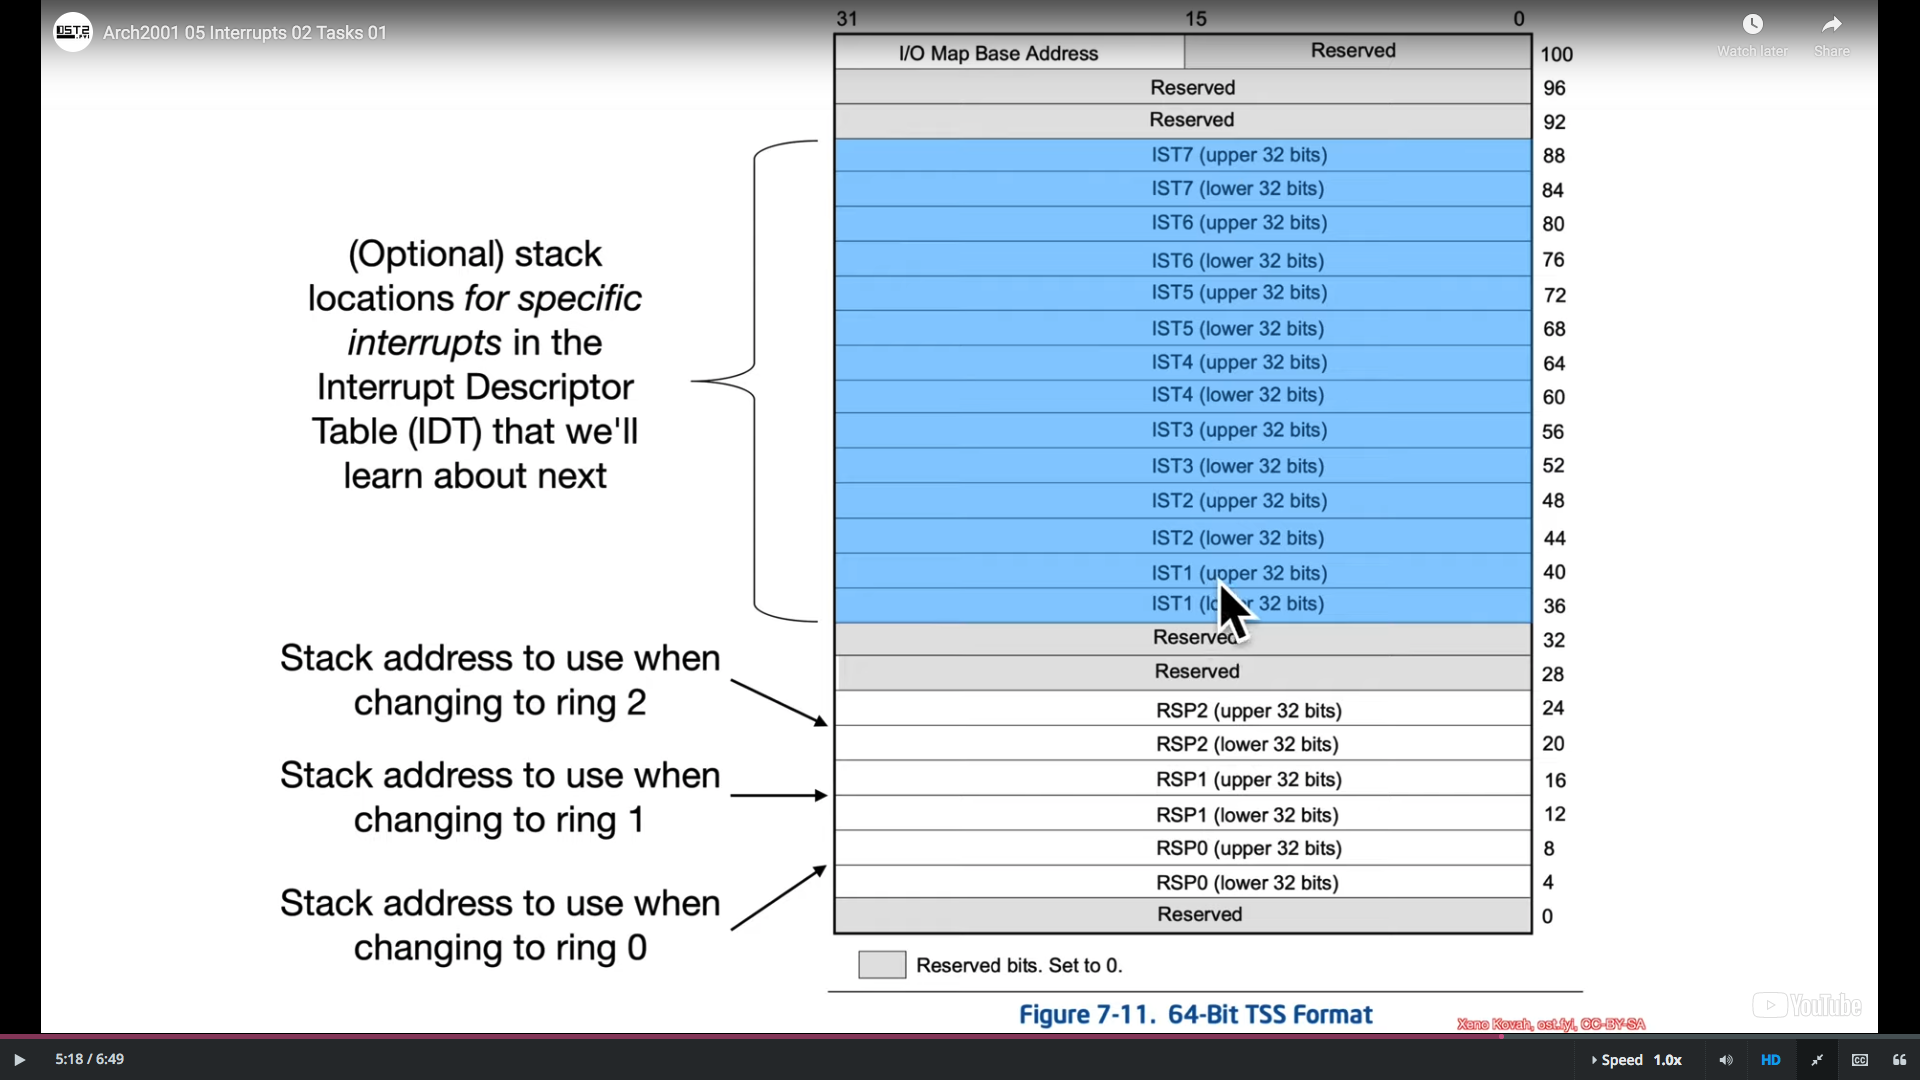 OST2
Arch2001 05 Interrupts 02 Tasks 01
Watch later
Share
31 15 0
I/O Map Base Address Reserved 100
Reserved 96
Reserved 92
IST7 (upper 32 bits) 88
IST7 (lower 32 bits) 84
IST6 (upper 32 bits) 80
IST6 (lower 32 bits) 76
IST5 (upper 32 bits) 72
IST5 (lower 32 bits) 68
IST4 (upper 32 bits) 64
IST4 (lower 32 bits) 60
IST3 (upper 32 bits) 56
IST3 (lower 32 bits) 52
IST2 (upper 32 bits) 48
IST2 (lower 32 bits) 44
IST1 (upper 32 bits) 40
IST1 (lower 32 bits) 36
Reserved 32
Reserved 28
RSP2 (upper 32 bits) 24
RSP2 (lower 32 bits) 20
RSP1 (upper 32 bits) 16
RSP1 (lower 32 bits) 12
RSP0 (upper 32 bits) 8
RSP0 (lower 32 bits) 4
Reserved 0
(Optional) stack
locations for specific
interrupts in the
Interrupt Descriptor
Table (IDT) that we'll
learn about next
Stack address to use when
changing to ring 2
Stack address to use when
changing to ring 1
Stack address to use when
changing to ring 0
Reserved bits. Set to 0.
Figure 7-11. 64-Bit TSS Format
Xeno Kovah, ost.fyi, CC-BY-SA
YouTube
5:18 / 6:49
Speed 1.0x
HD
CC